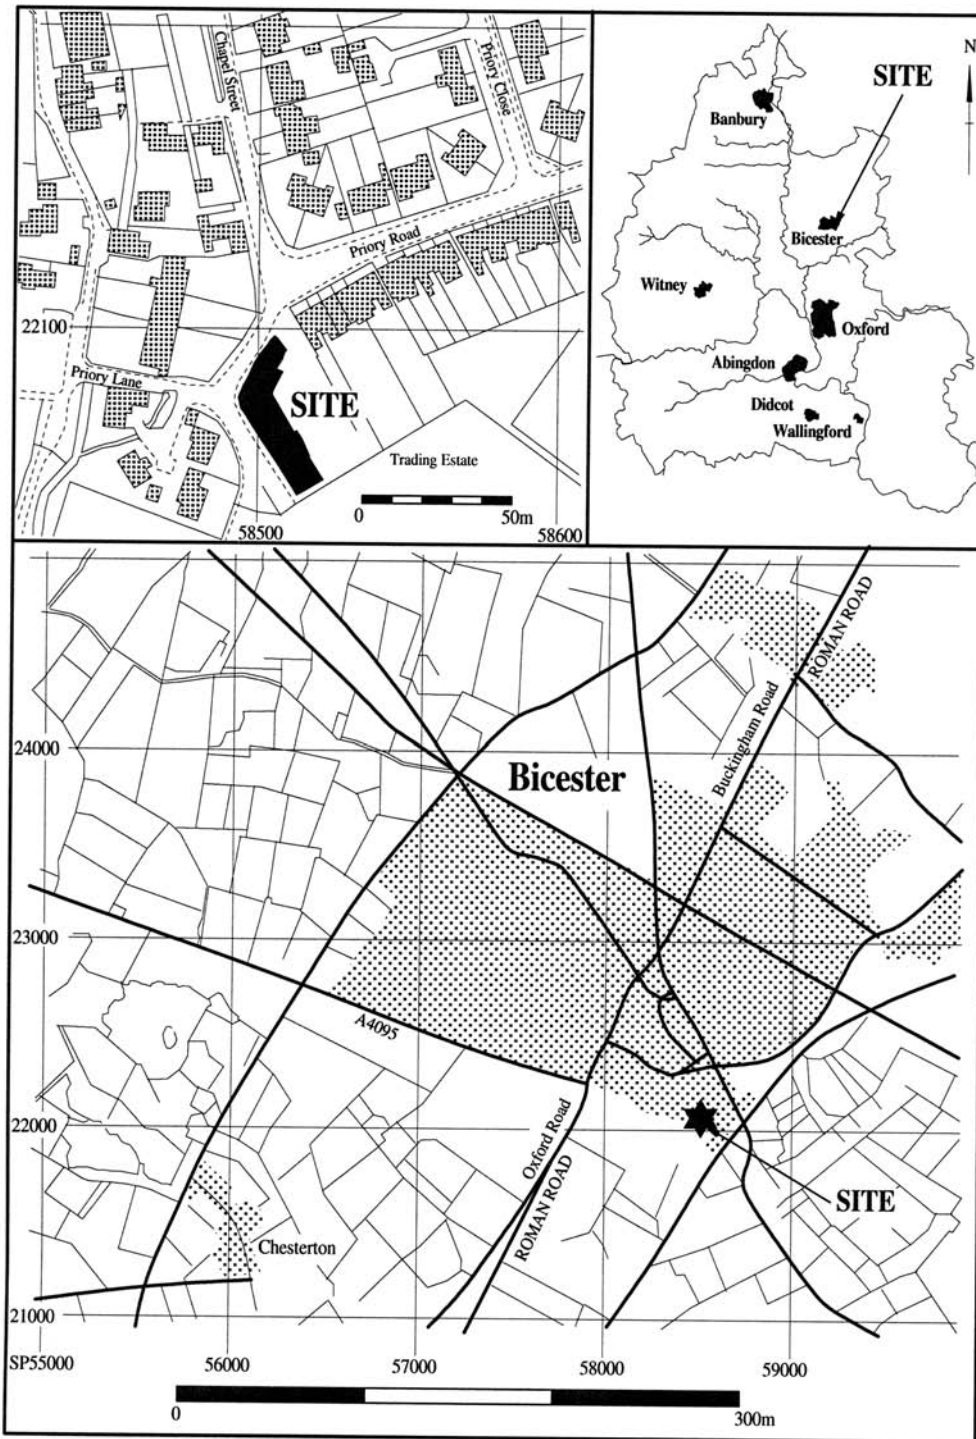 Chapel Street
Priory Close
Priory Road
22100
Priory Lane
SITE
Trading Estate
0
50m
58500
58600
N
SITE
Banbury
Bicester
Witney
Oxford
Abingdon
Didcot
Wallingford
ROMAN ROAD
Buckingham Road
24000
Bicester
23000
A4095
22000
Oxford Road
ROMAN ROAD
SITE
Chesterton
21000
SP55000
56000
57000
58000
59000
0
300m